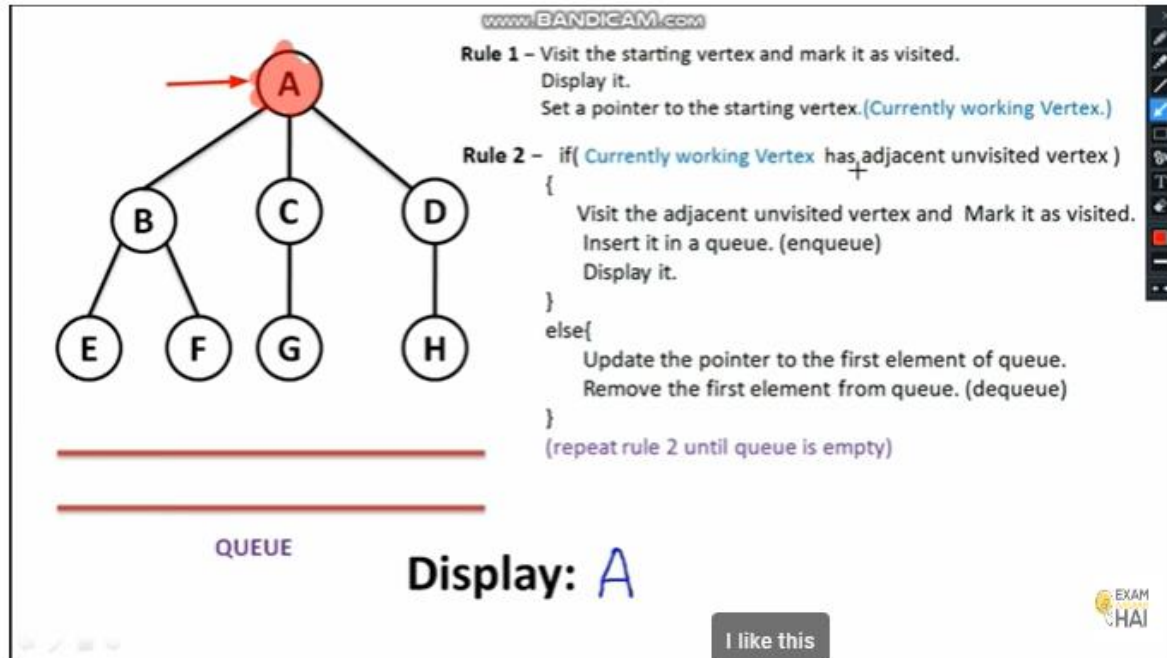 www.BANDICAM.com
Rule 1 – Visit the starting vertex and mark it as visited.
Display it.
Set a pointer to the starting vertex.(Currently working Vertex.)
Rule 2 – if( Currently working Vertex has adjacent unvisited vertex )
{
Visit the adjacent unvisited vertex and Mark it as visited.
Insert it in a queue. (enqueue)
Display it.
}
else{
Update the pointer to the first element of queue.
Remove the first element from queue. (dequeue)
}
(repeat rule 2 until queue is empty)
A
B
C
D
E
F
G
H
QUEUE
Display: A
I like this
EXAM
HAI
T